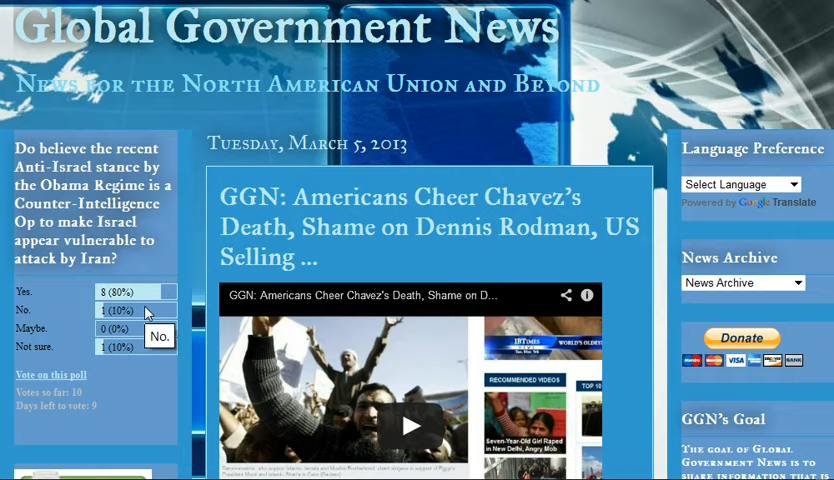 Global Government News
News for the North American Union and Beyond
Do believe the recent
Anti-Israel stance by
the Obama Regime is a
Counter-Intelligence
Op to make Israel
appear vulnerable to
attack by Iran?
Yes. 8 (80%)
No. 1 (10%)
Maybe. 0 (0%)
Not sure. 1 (10%)
No.
Vote on this poll
Votes so far: 10
Days left to vote: 9
Tuesday, March 5, 2013
GGN: Americans Cheer Chavez's
Death, Shame on Dennis Rodman, US
Selling ...
GGN: Americans Cheer Chavez's Death, Shame on D...
IBTimes
WORLD'S OLDEST
RECOMMENDED VIDEOS
TOP 10
Seven-Year-Old Girl Raped
in New Delhi, Angry Mob
Language Preference
Select Language
Powered by Google Translate
News Archive
News Archive
Donate
VISA
BANK
GGN's Goal
The goal of Global
Government News is to
share information that is